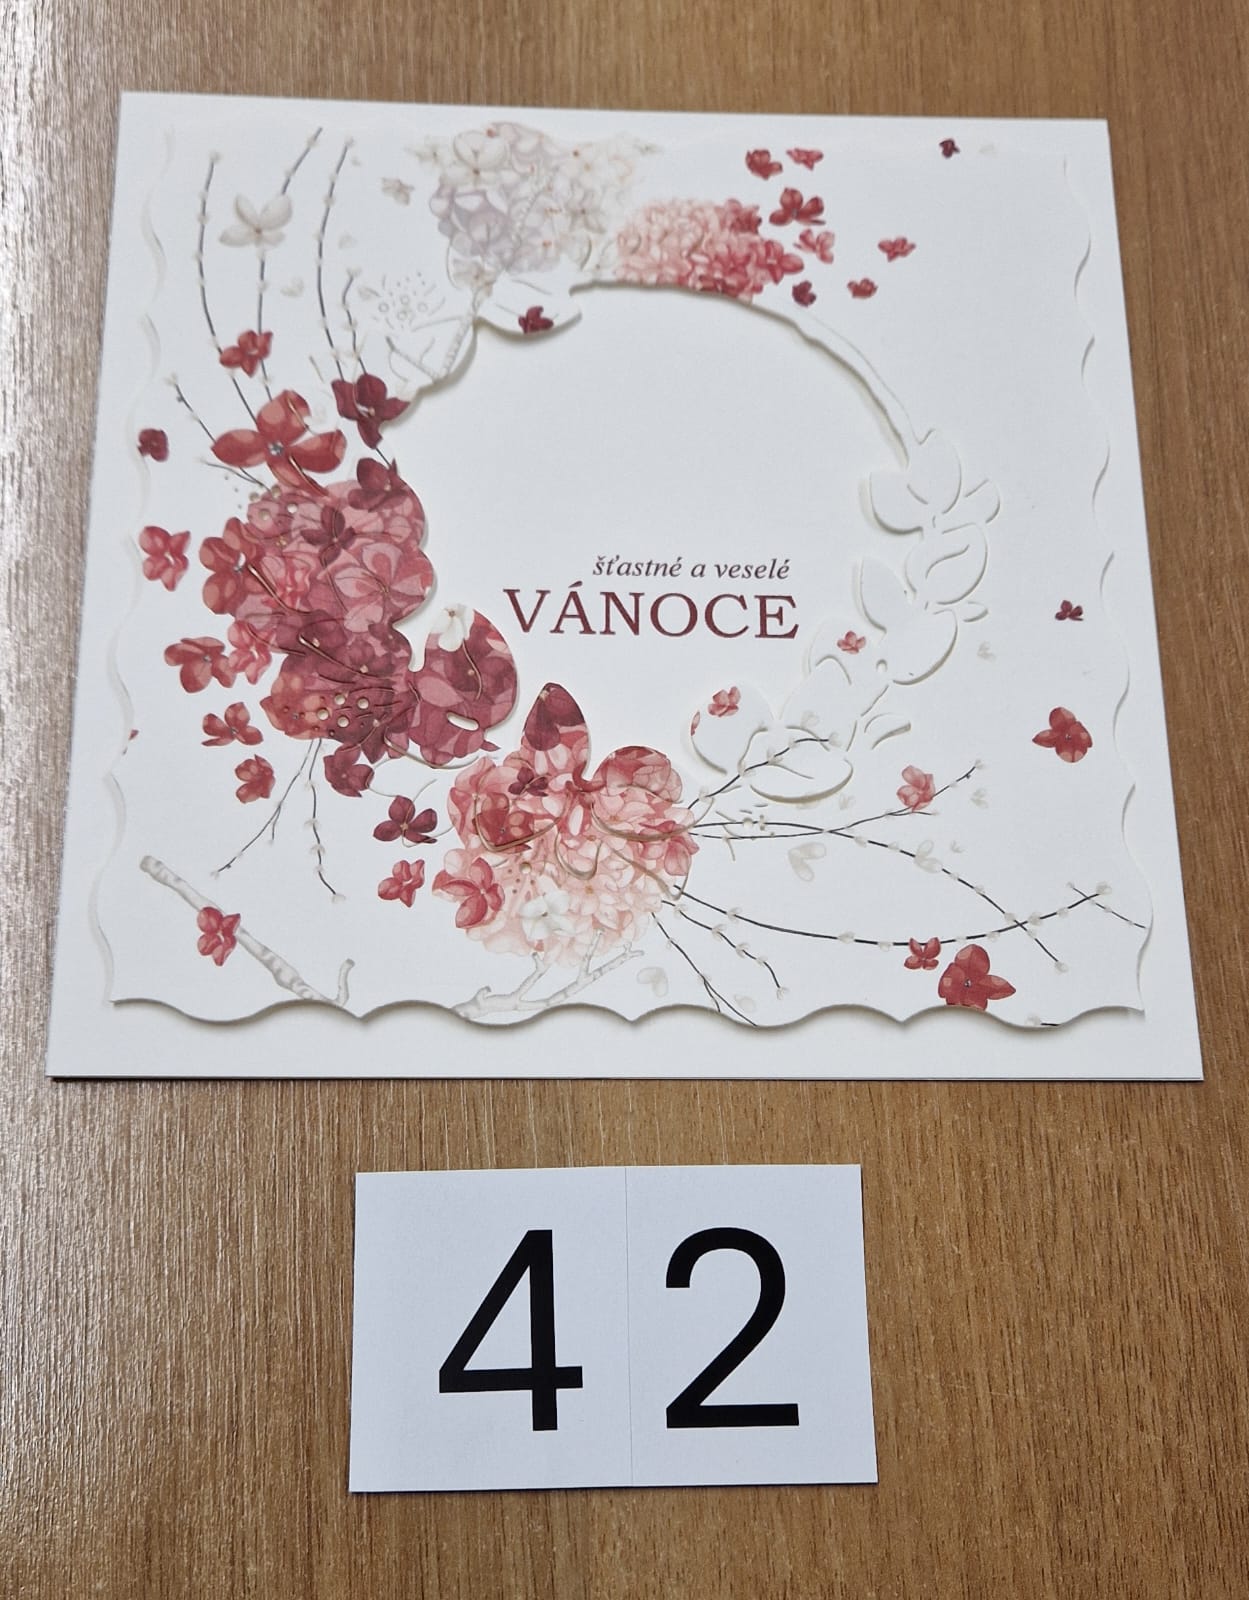 šťastné a veselé
VÁNOCE
42